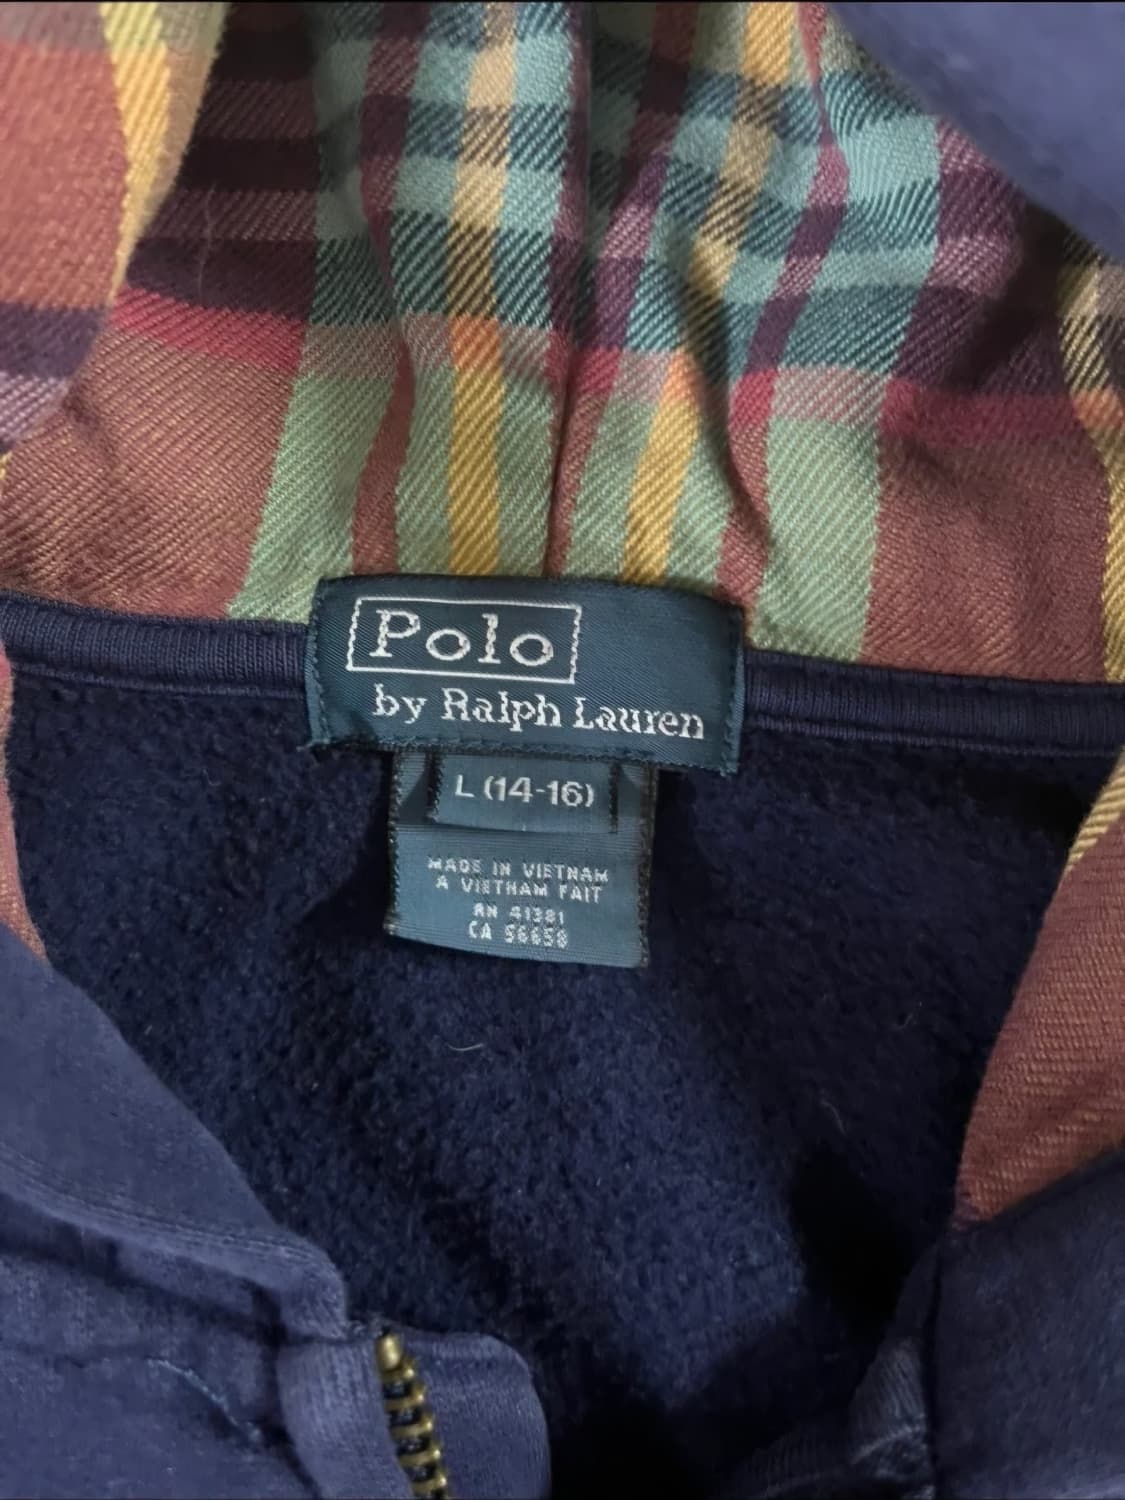 Polo
by Ralph Lauren
L (14-16)
MADE IN VIETNAM
A VIETNAM FAIT
RN 41381
CA 56658